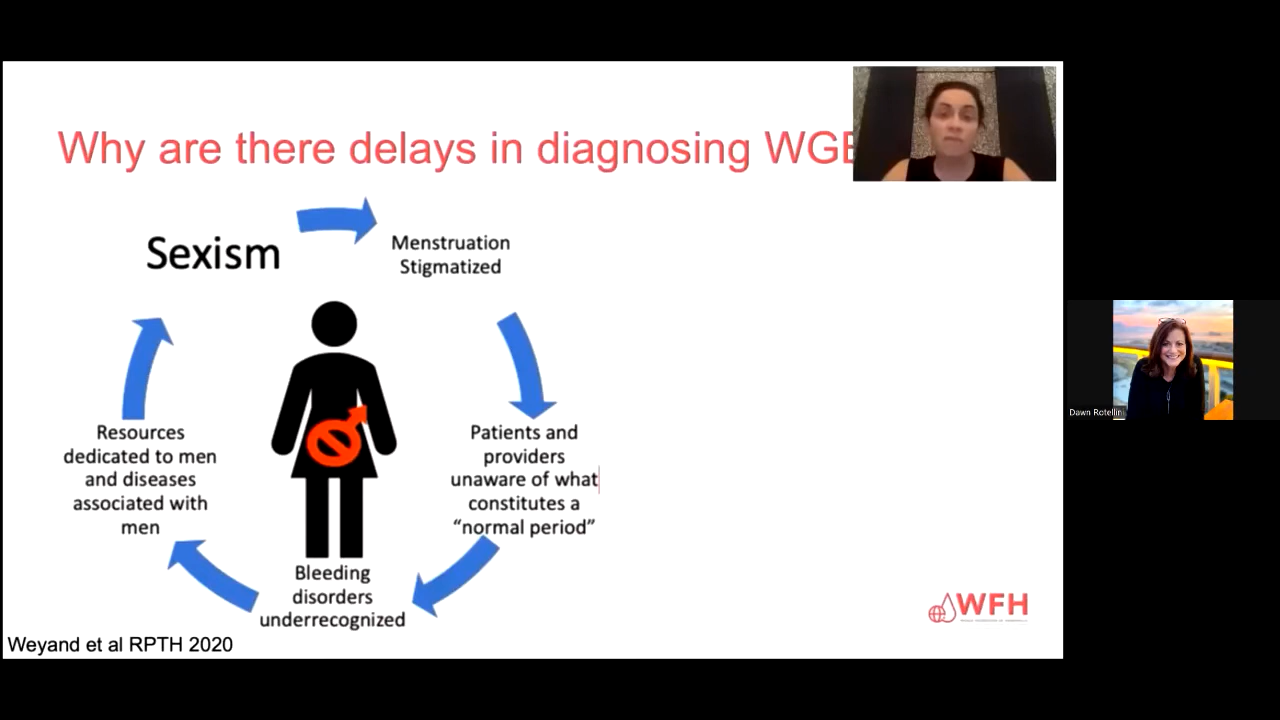 Why are there delays in diagnosing WGB
Sexism
Menstruation
Stigmatized
Patients and
providers
unaware of what
constitutes a
“normal period”
Bleeding
disorders
underrecognized
Resources
dedicated to men
and diseases
associated with
men
Weyand et al RPTH 2020
WFH
Dawn Rotellini